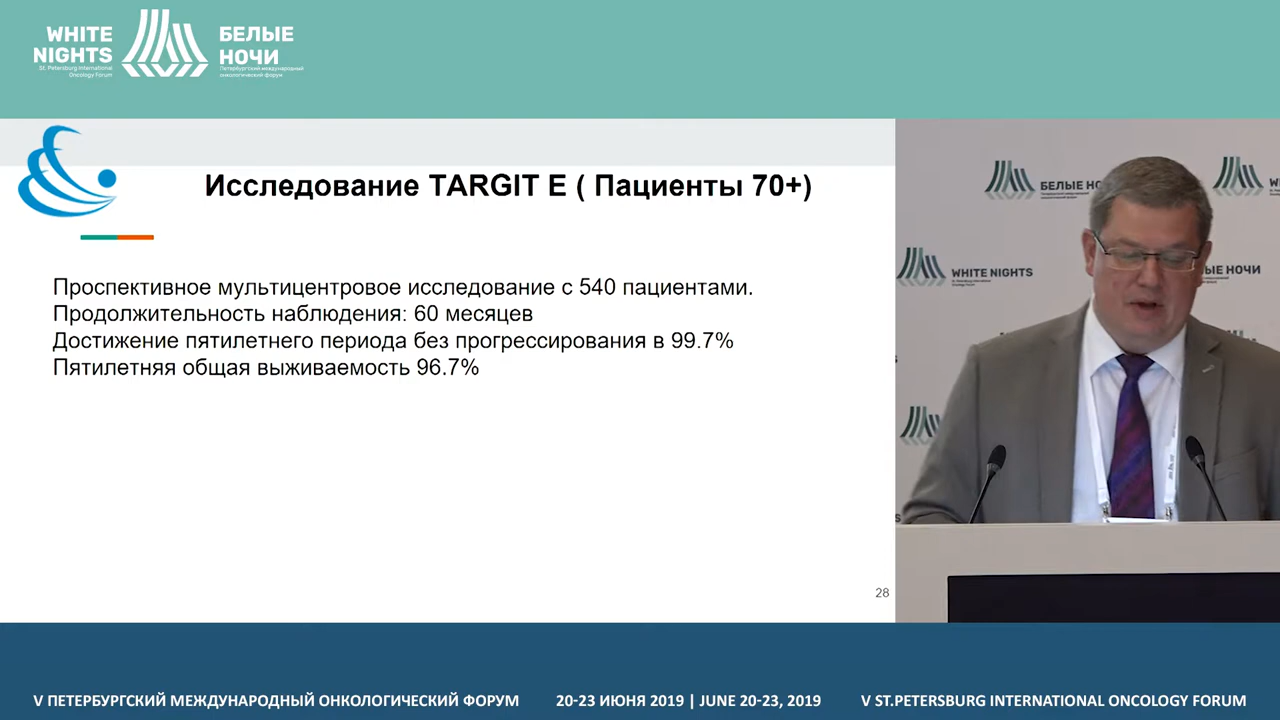 WHITE
NIGHTS
St. Petersburg International
Oncology Forum
БЕЛЫЕ
НОЧИ
Петербургский международный
онкологический форум
Исследование TARGIT E ( Пациенты 70+)
Проспективное мультицентровое исследование с 540 пациентами.
Продолжительность наблюдения: 60 месяцев
Достижение пятилетнего периода без прогрессирования в 99.7%
Пятилетняя общая выживаемость 96.7%
28
БЕЛЫЕ НО
WHITE NIGHTS
ЫЕ НОЧИ
V ПЕТЕРБУРГСКИЙ МЕЖДУНАРОДНЫЙ ОНКОЛОГИЧЕСКИЙ ФОРУМ
20-23 ИЮНЯ 2019 | JUNE 20-23, 2019
V ST.PETERSBURG INTERNATIONAL ONCOLOGY FORUM